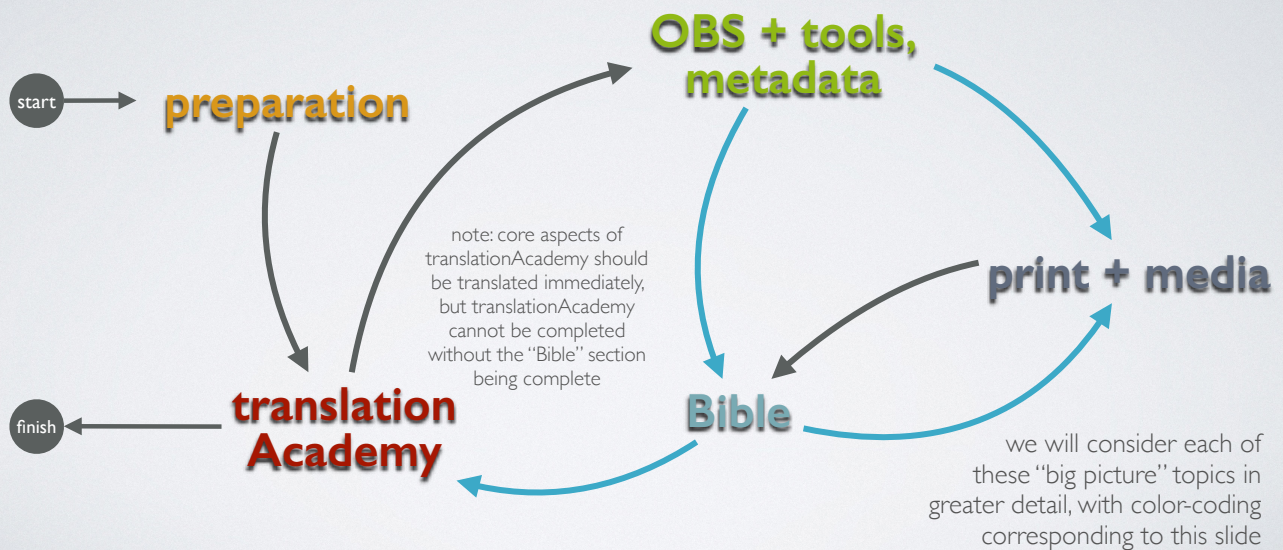 start
preparation
OBS + tools,
metadata
note: core aspects of
translationAcademy should
be translated immediately,
but translationAcademy
cannot be completed
without the “Bible” section
being complete
print + media
finish
translation
Academy
Bible
we will consider each of
these “big picture” topics in
greater detail, with color-coding
corresponding to this slide